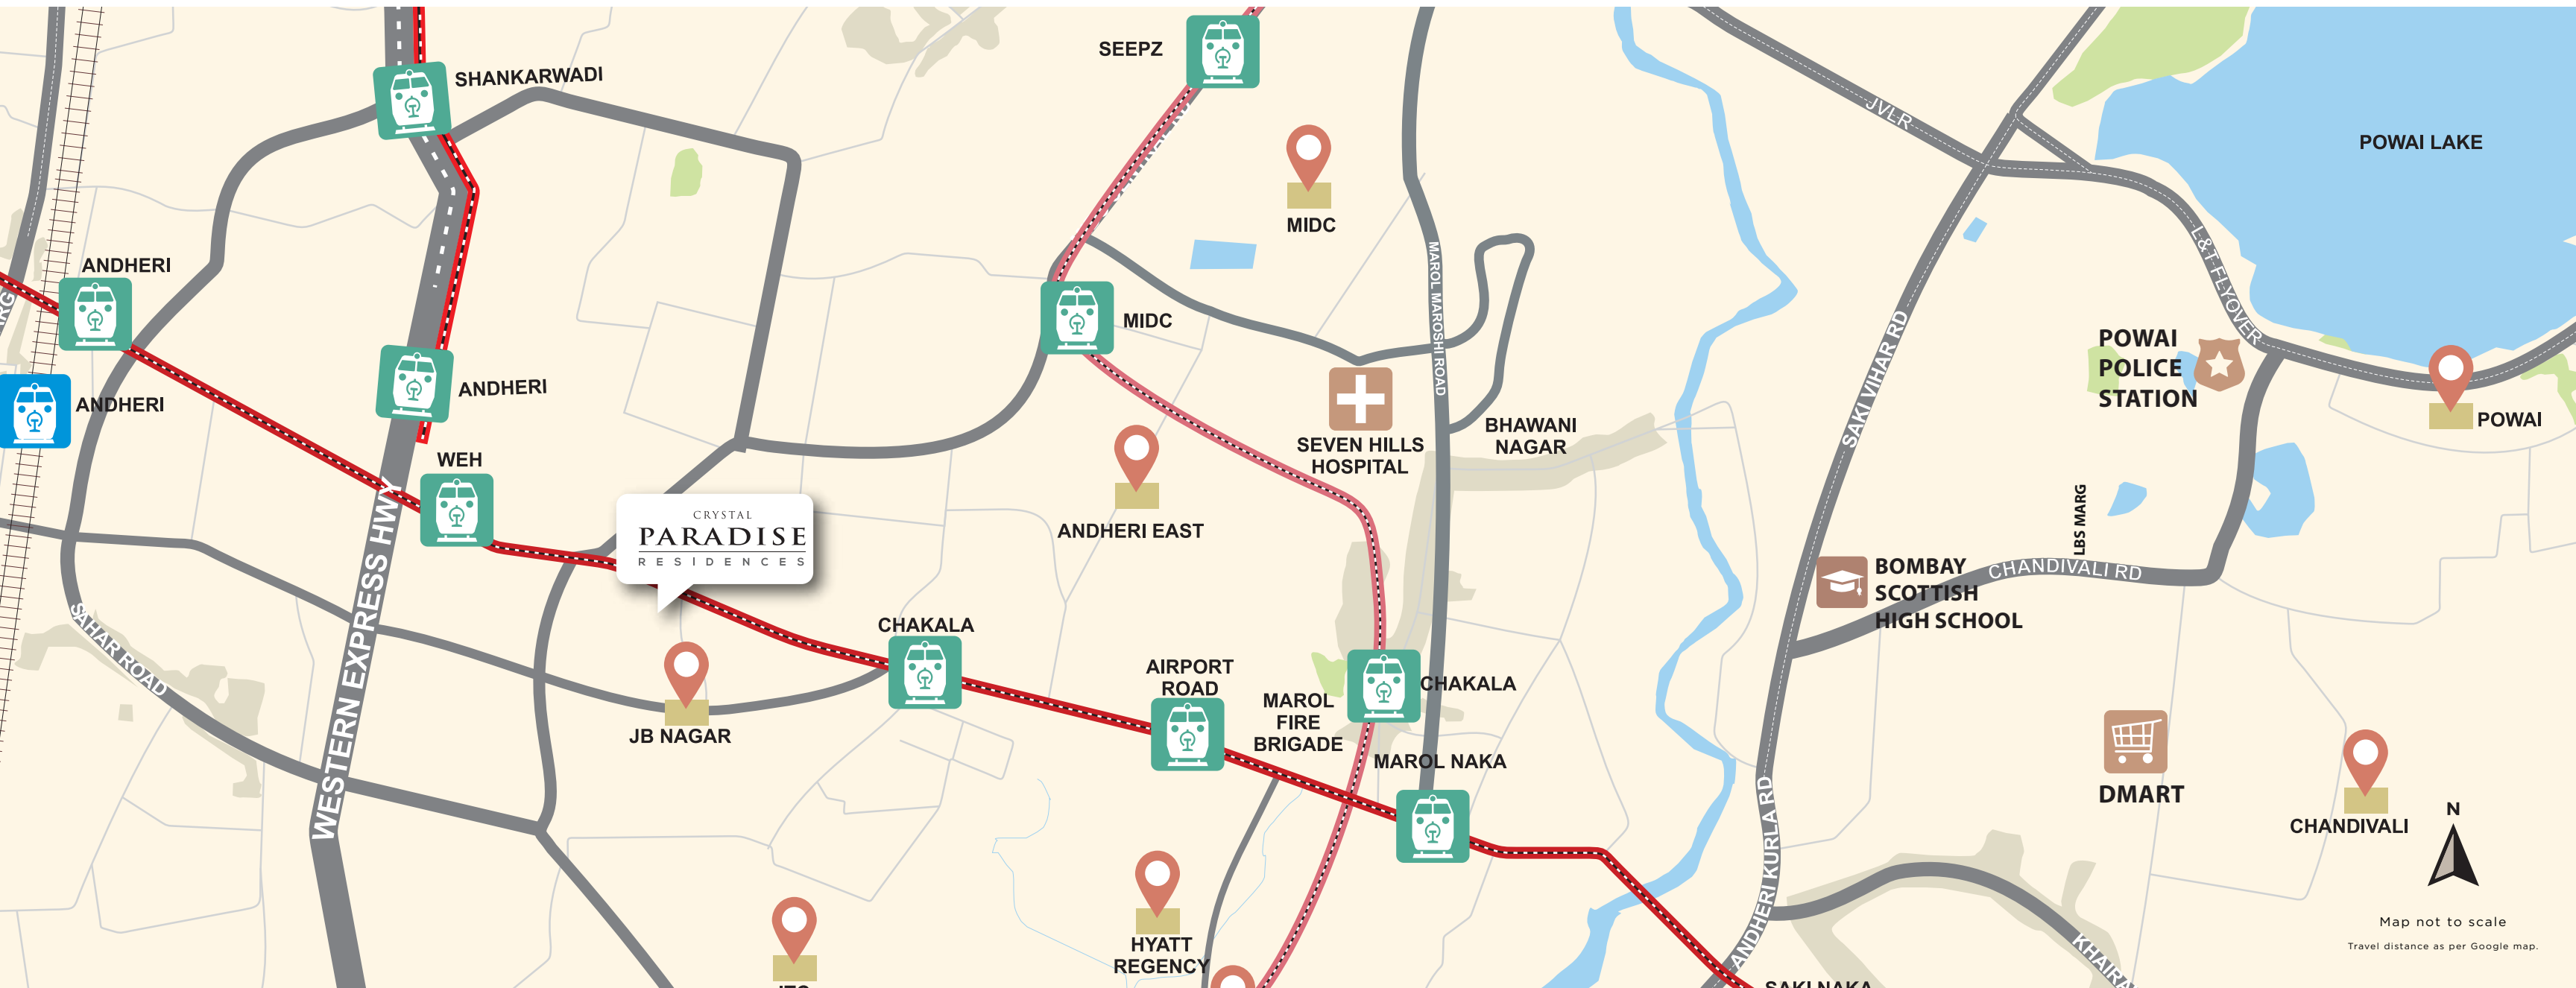 SEEPZ
SHANKARWADI
JVLR
POWAI LAKE
MIDC
ANDHERI
MAROL MAROSHI ROAD
L&T FLYOVER
MIDC
SAKI VIHAR RD
POWAI
POLICE
STATION
ANDHERI
ANDHERI
POWAI
BHAWANI
NAGAR
SEVEN HILLS
HOSPITAL
WEH
WESTERN EXPRESS HWY
CRYSTAL
PARADISE
RESIDENCES
ANDHERI EAST
LBS MARG
BOMBAY
SCOTTISH
HIGH SCHOOL
CHANDIVALI RD
SAHAR ROAD
CHAKALA
AIRPORT
ROAD
CHAKALA
MAROL
FIRE
BRIGADE
JB NAGAR
MAROL NAKA
DMART
ANDHERI KURLA RD
CHANDIVALI
N
Map not to scale
Travel distance as per Google map.
HYATT
REGENCY
KHAIRA
SAKI NAKA